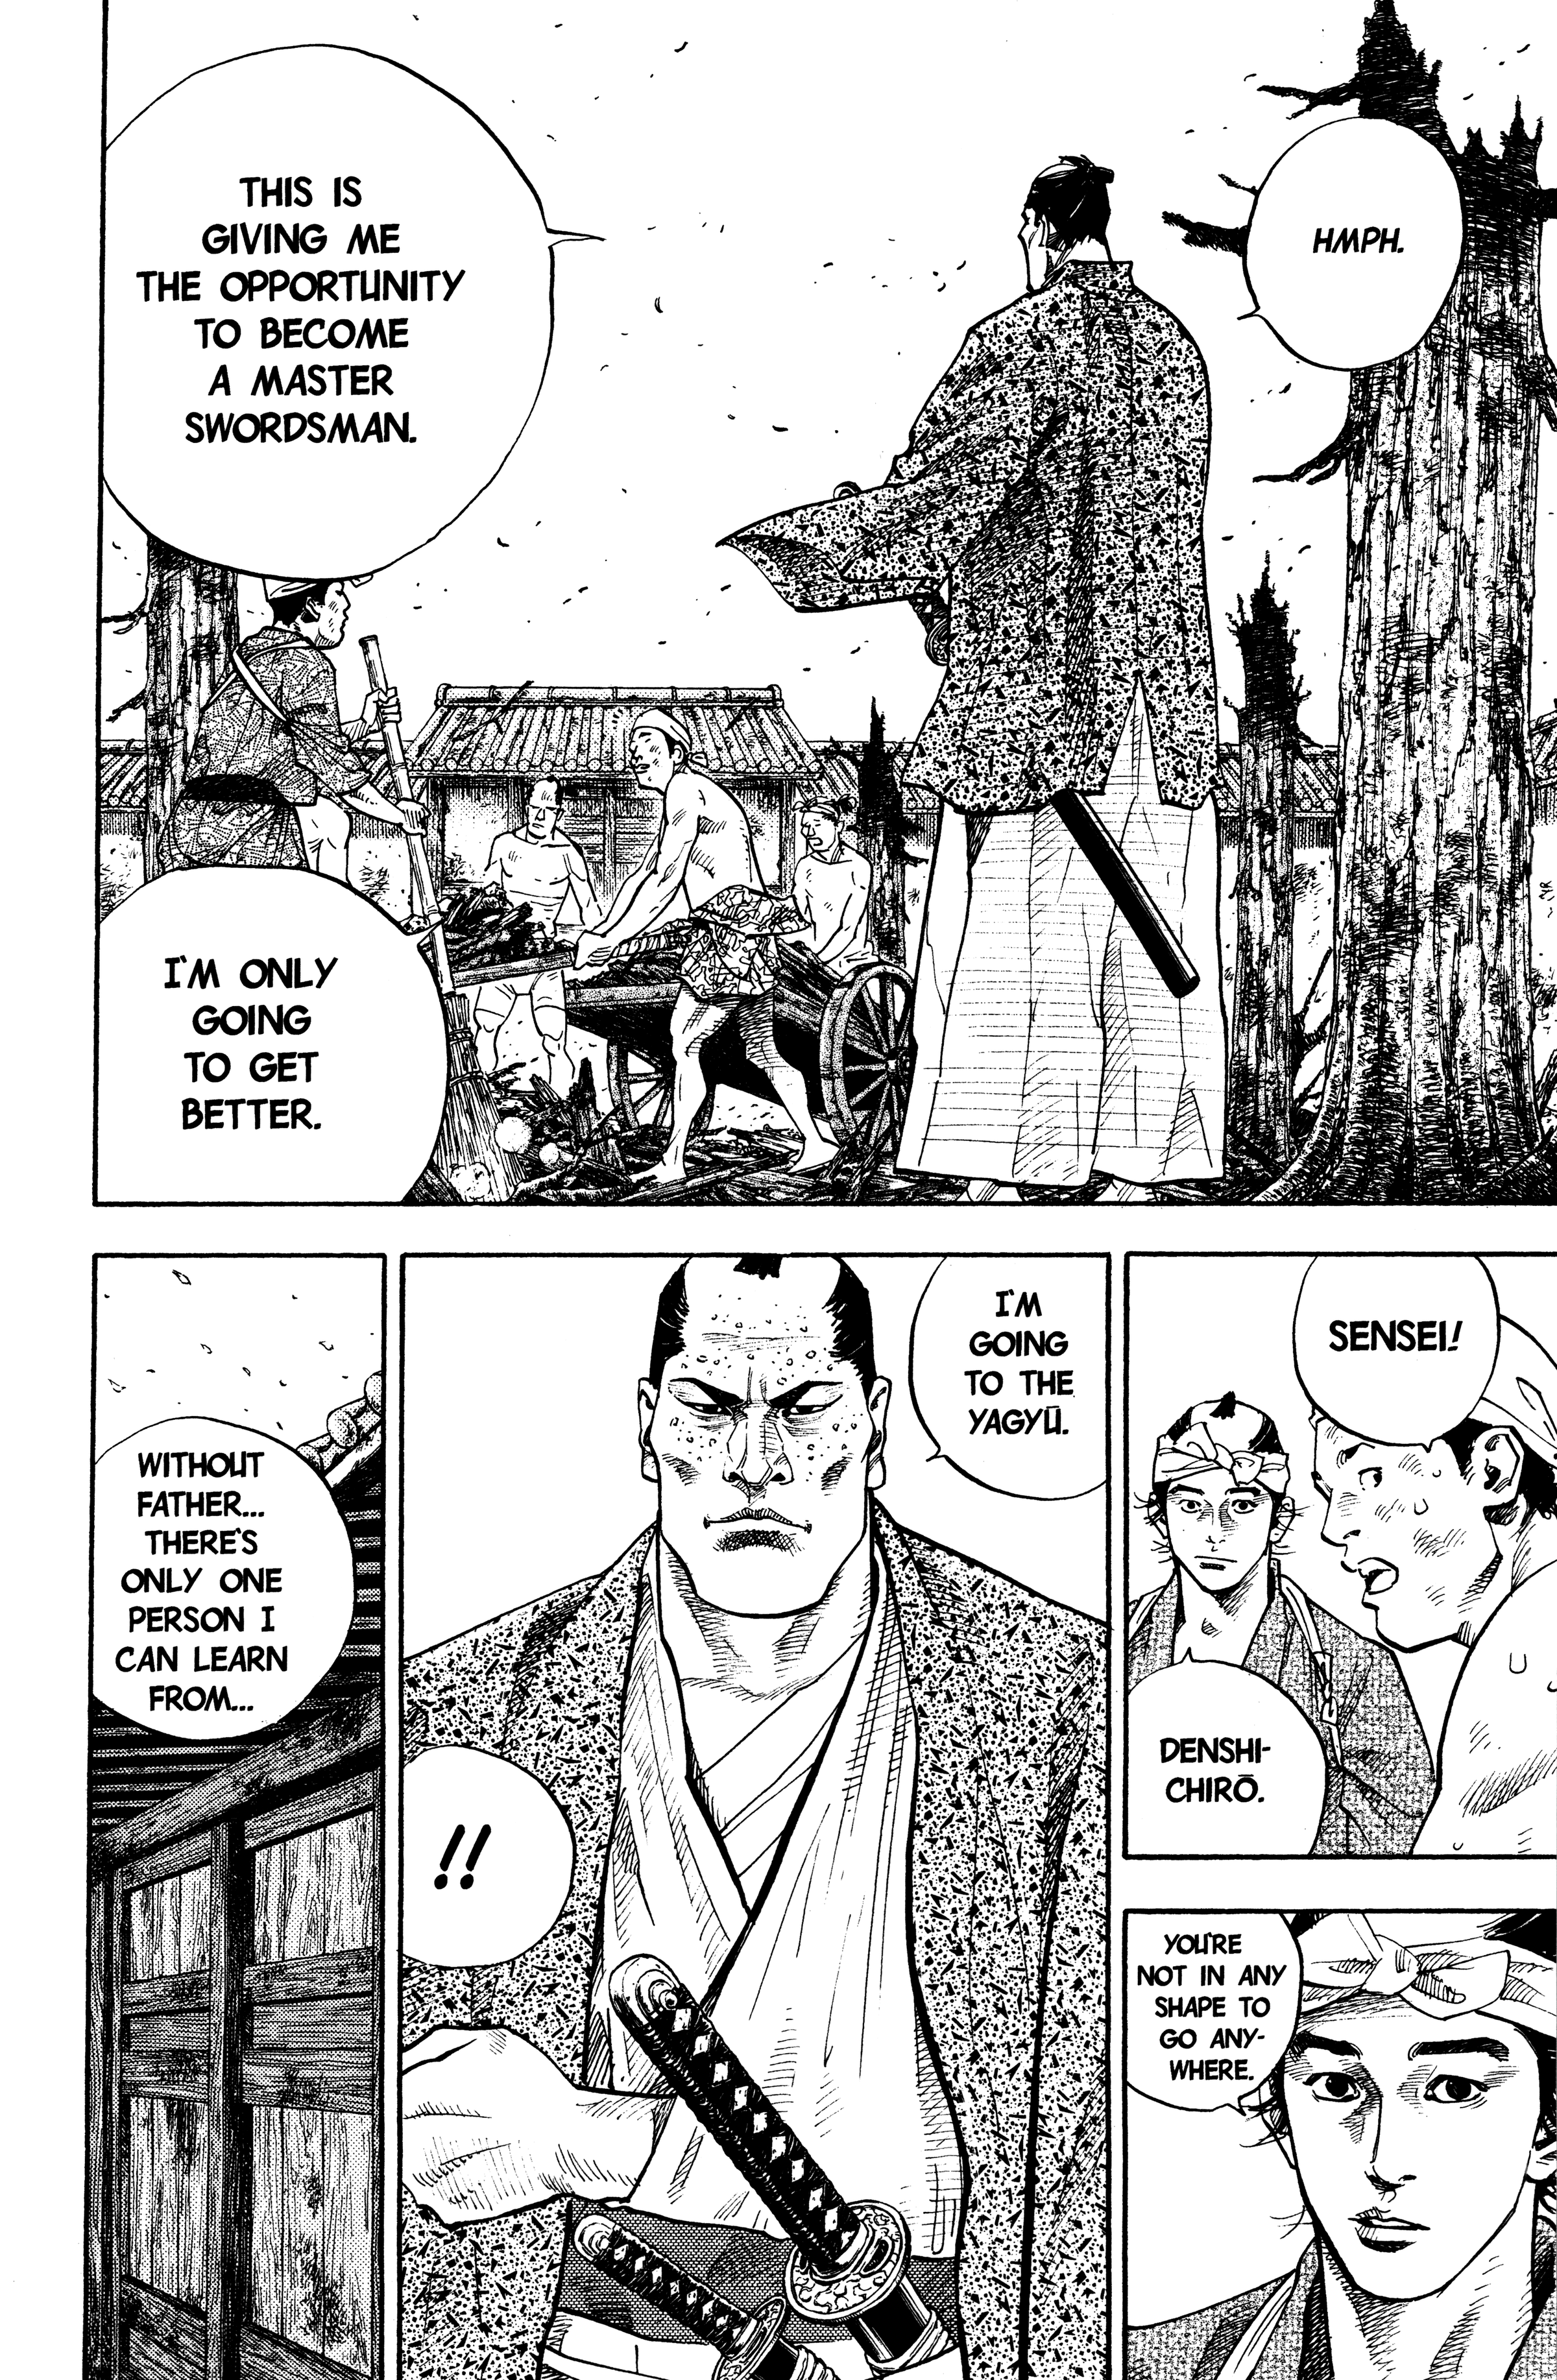 HMPH.
THIS IS
GIVING ME
THE OPPORTUNITY
TO BECOME
A MASTER
SWORDSMAN.
I'M ONLY
GOING
TO GET
BETTER.
SENSEI!
DENSHI-
CHIRŌ.
YOU'RE
NOT IN ANY
SHAPE TO
GO ANY-
WHERE.
I'M
GOING
TO THE
YAGYŪ.
!!
WITHOUT
FATHER...
THERE'S
ONLY ONE
PERSON I
CAN LEARN
FROM...